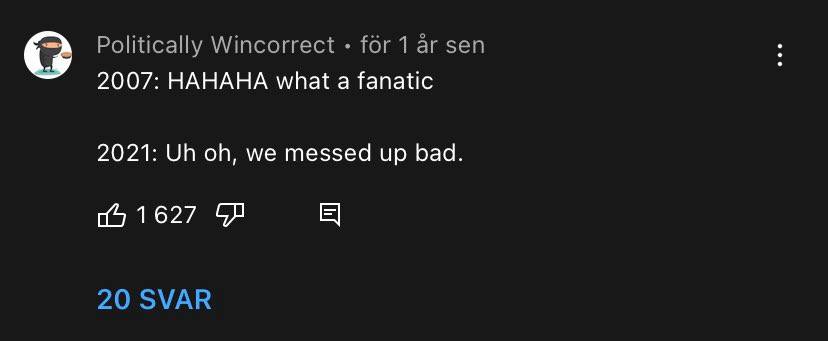 Politically Wincorrect • för 1 år sen
2007: HAHAHA what a fanatic
2021: Uh oh, we messed up bad.
1 627
20 SVAR